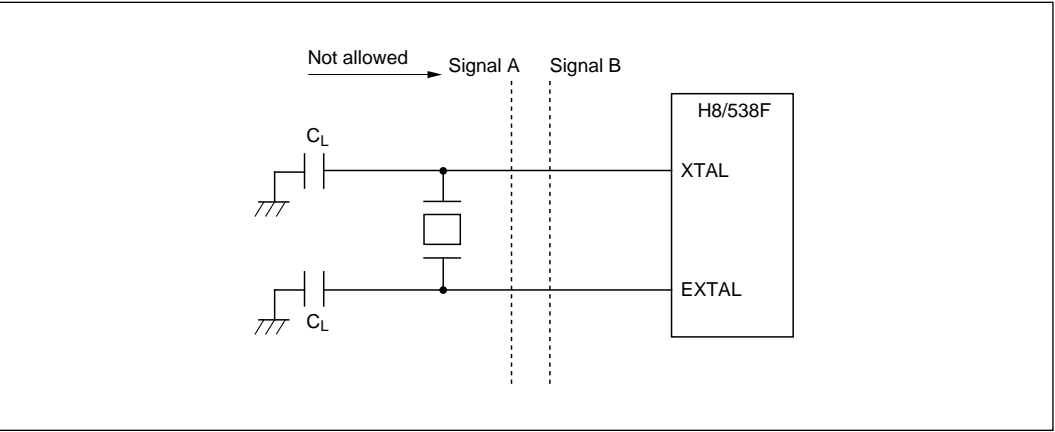 Not allowed
Signal A
Signal B
H8/538F
CL
XTAL
EXTAL
CL